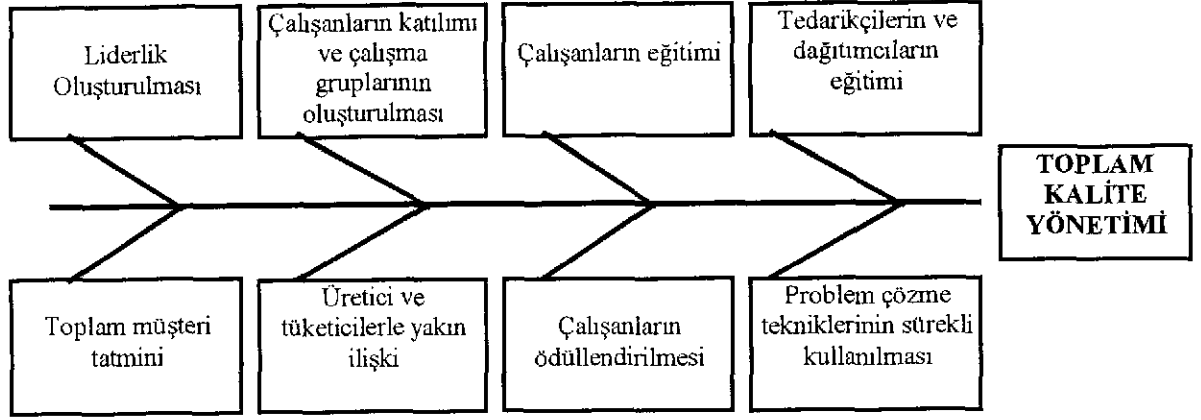 Liderlik
Oluşturulması
Çalışanların katılımı
ve çalışma
gruplarının
oluşturulması
Çalışanların eğitimi
Tedarikçilerin ve
dağıtımcıların
eğitimi
TOPLAM
KALİTE
YÖNETİMİ
Toplam müşteri
tatmini
Üretici ve
tüketicilerle yakın
ilişki
Çalışanların
ödüllendirilmesi
Problem çözme
tekniklerinin sürekli
kullanılması